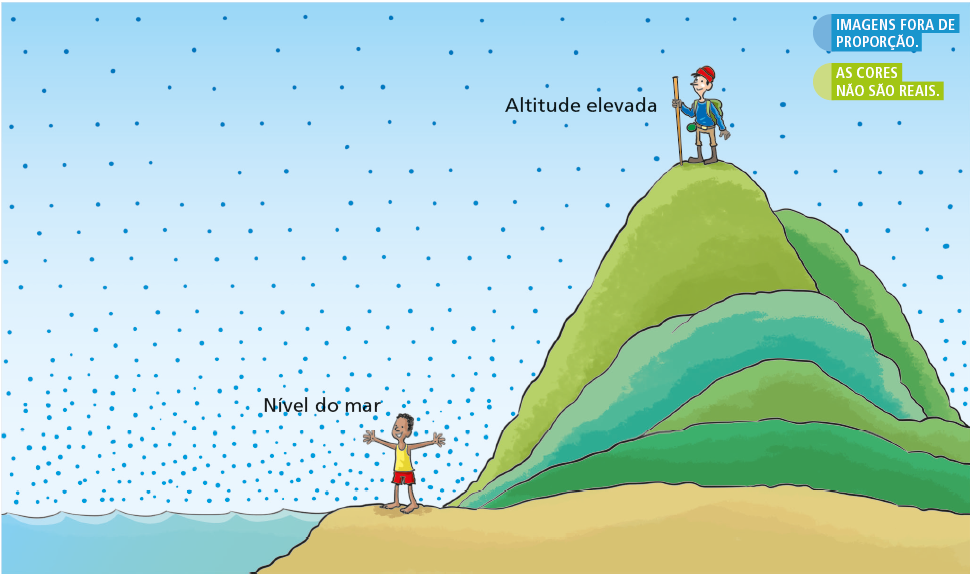 IMAGENS FORA DE
PROPORÇÃO.
AS CORES
NÃO SÃO REAIS.
Altitude elevada
Nível do mar